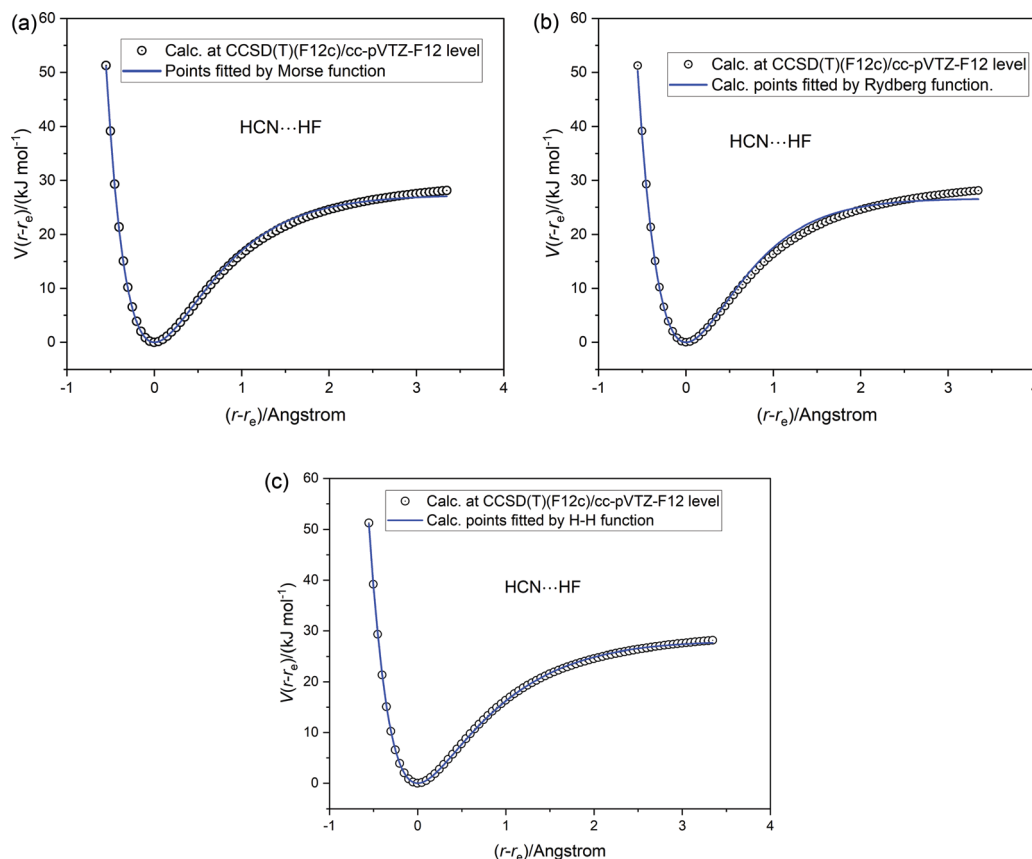 (a)
60
50
40
30
20
10
0
-1
0
1
2
3
4
V(r-re)/(kJ mol-1)
(r-re)/Angstrom
Calc. at CCSD(T)(F12c)/cc-pVTZ-F12 level
Points fitted by Morse function
HCN···HF
(b)
60
50
40
30
20
10
0
-1
0
1
2
3
4
V(r-re)/(kJ mol-1)
(r-re)/Angstrom
Calc. at CCSD(T)(F12c)/cc-pVTZ-F12 level
Calc. points fitted by Rydberg function.
HCN···HF
(c)
60
50
40
30
20
10
0
-1
0
1
2
3
4
V(r-re)/(kJ mol-1)
(r-re)/Angstrom
Calc. at CCSD(T)(F12c)/cc-pVTZ-F12 level
Calc. points fitted by H-H function
HCN···HF